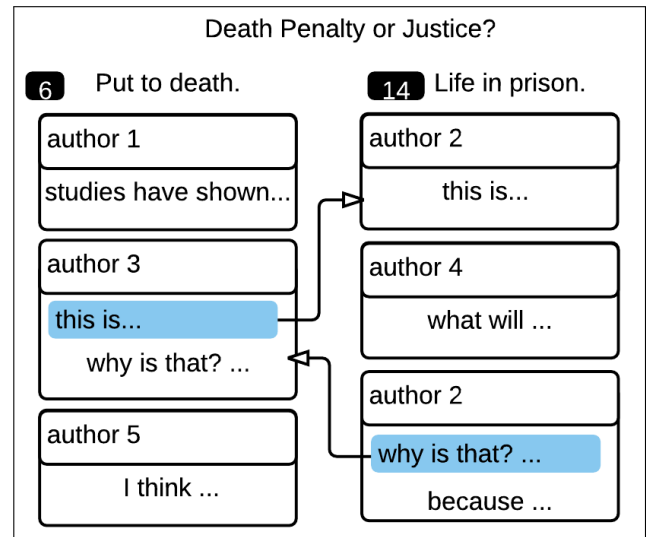 Death Penalty or Justice?
6 Put to death.
author 1
studies have shown...
author 3
this is...
why is that? ...
author 5
I think ...
14 Life in prison.
author 2
this is...
author 4
what will ...
author 2
why is that? ...
because ...